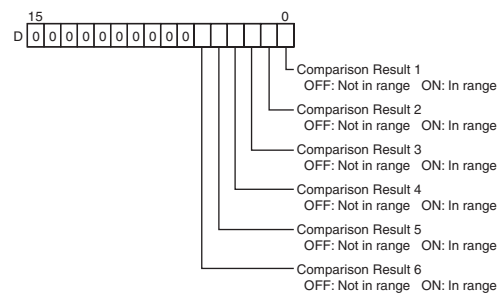 15 0
D 0 0 0 0 0 0 0 0 0 0
Comparison Result 1
OFF: Not in range ON: In range
Comparison Result 2
OFF: Not in range ON: In range
Comparison Result 3
OFF: Not in range ON: In range
Comparison Result 4
OFF: Not in range ON: In range
Comparison Result 5
OFF: Not in range ON: In range
Comparison Result 6
OFF: Not in range ON: In range